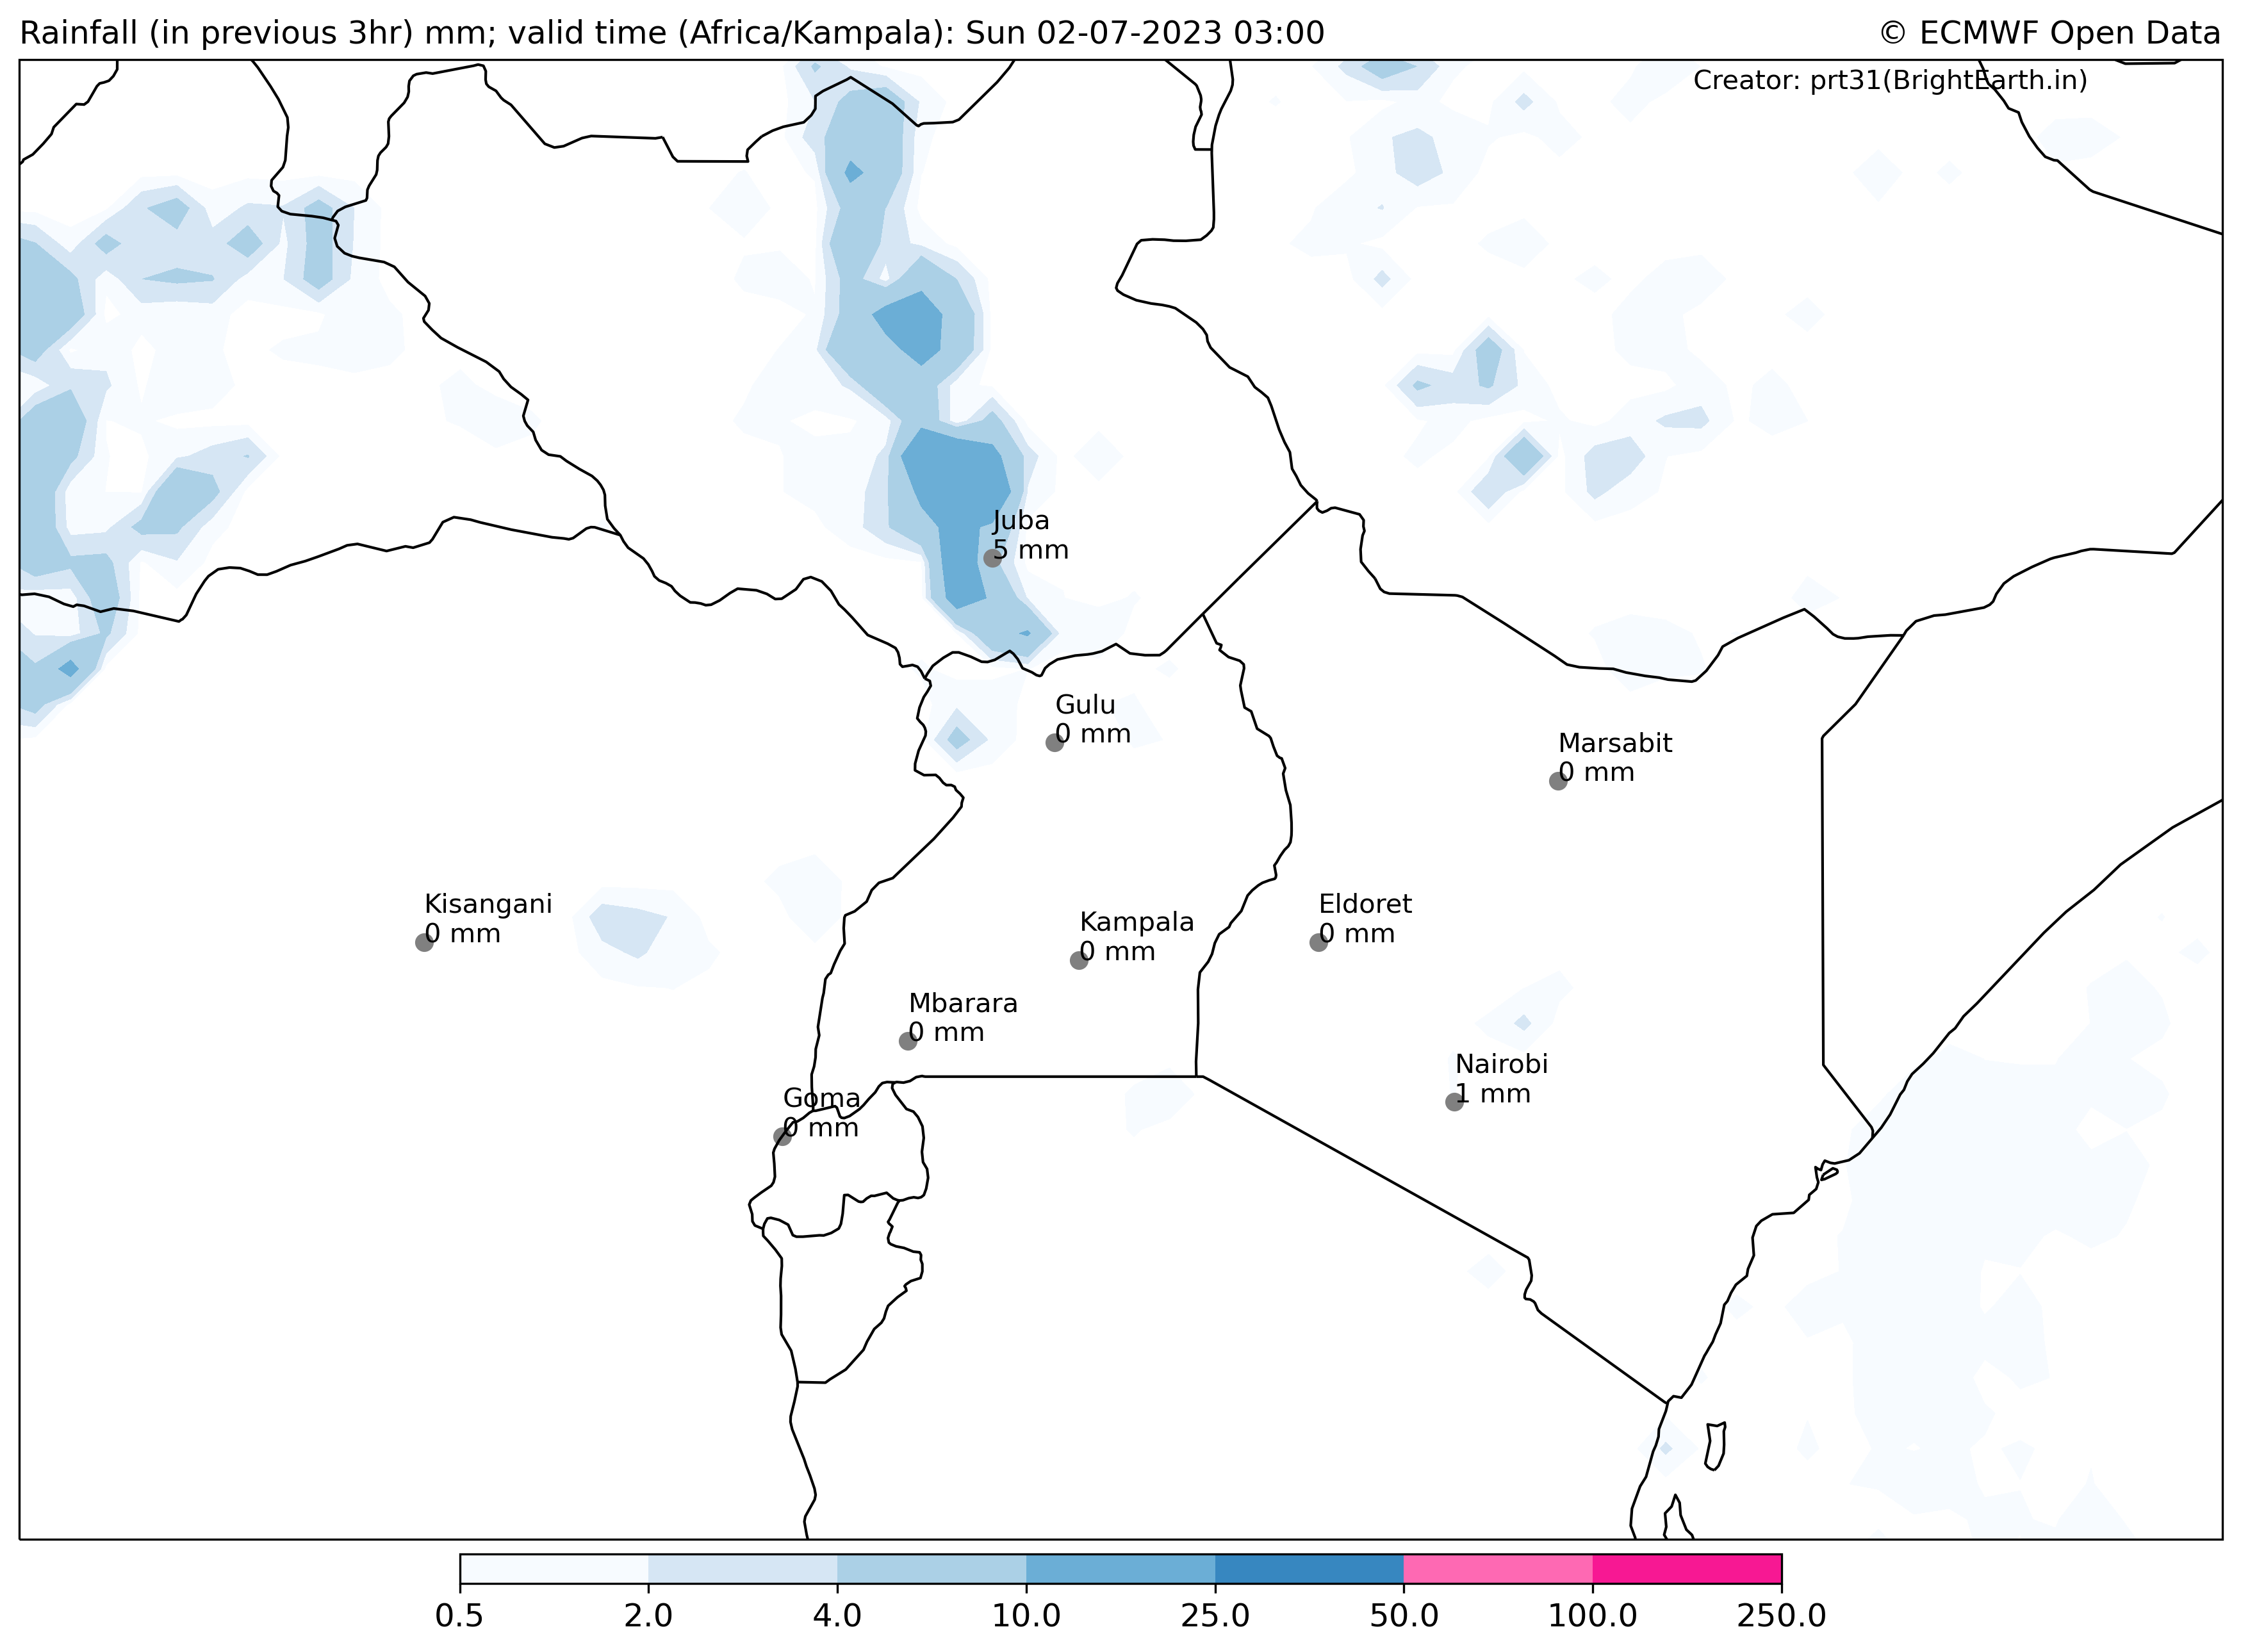 Rainfall (in previous 3hr) mm; valid time (Africa/Kampala): Sun 02-07-2023 03:00
© ECMWF Open Data
Creator: prt31(BrightEarth.in)
Juba
5 mm
Gulu
0 mm
Marsabit
0 mm
Kisangani
0 mm
Kampala
0 mm
Eldoret
0 mm
Mbarara
0 mm
Nairobi
1 mm
Goma
0 mm
0.5 2.0 4.0 10.0 25.0 50.0 100.0 250.0